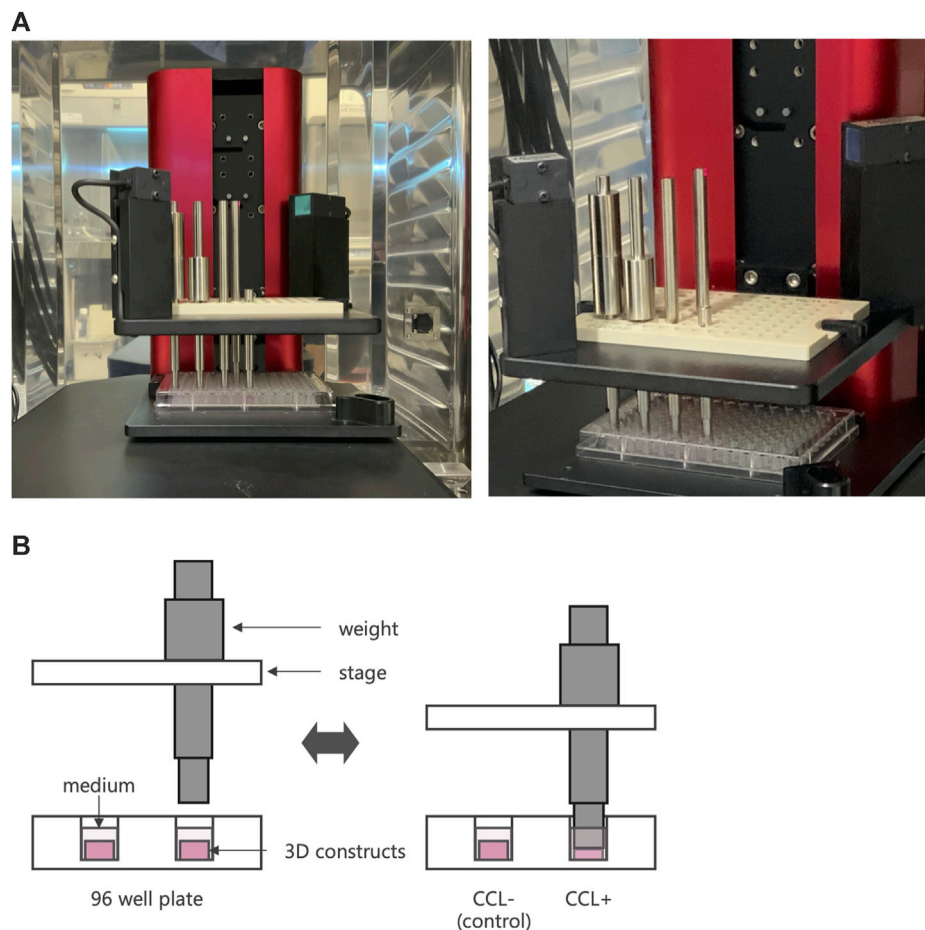 A
B
weight
stage
medium
3D constructs
96 well plate
CCL-
(control)
CCL+